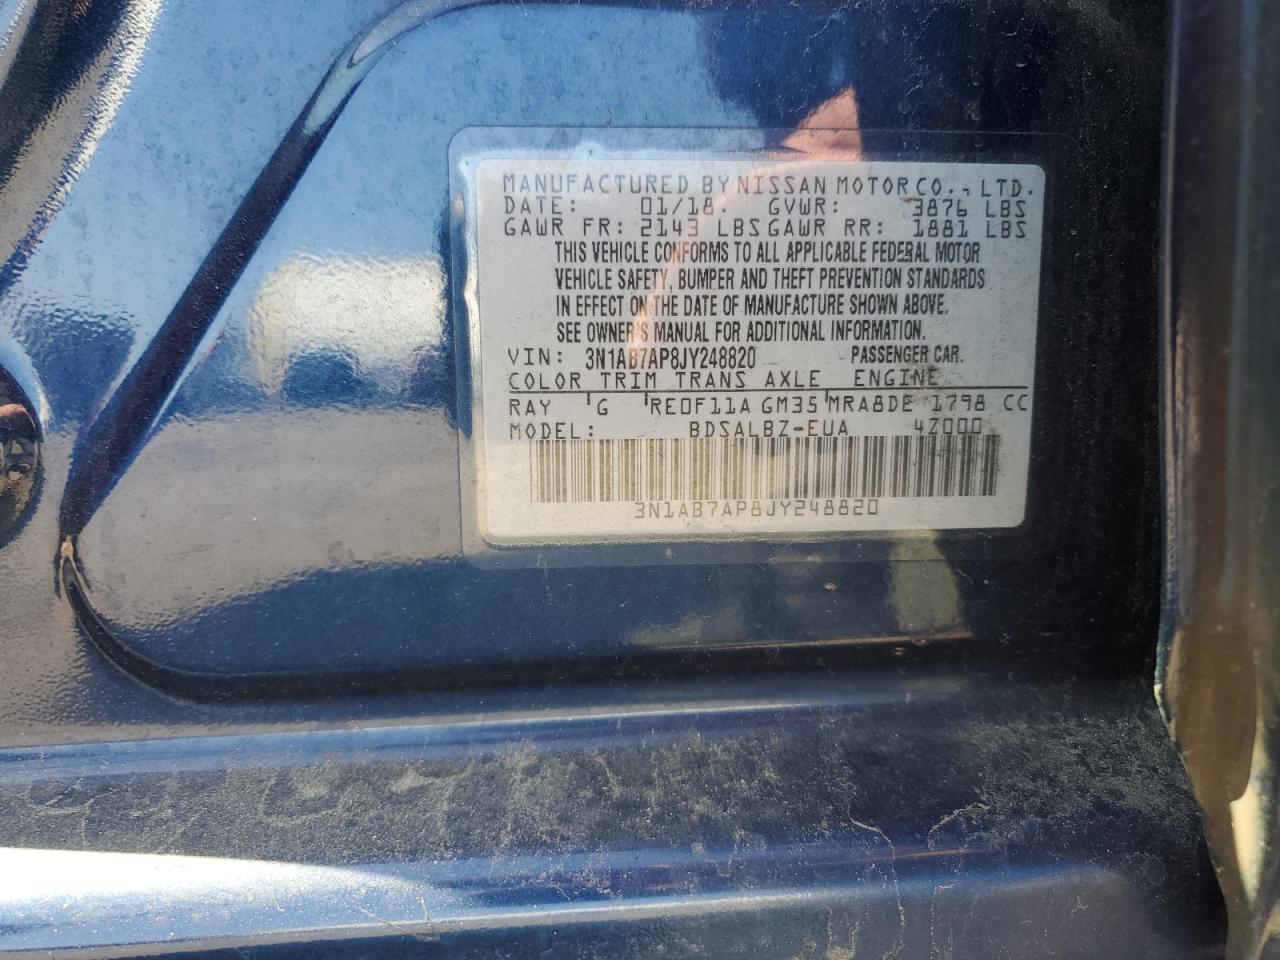 MANUFACTURED BY NISSAN MOTOR CO., LTD.
DATE: 01/18. GVWR: 3876 LBS
GAWR FR: 2143 LBS GAWR RR: 1881 LBS
THIS VEHICLE CONFORMS TO ALL APPLICABLE FEDERAL MOTOR
VEHICLE SAFETY, BUMPER AND THEFT PREVENTION STANDARDS
IN EFFECT ON THE DATE OF MANUFACTURE SHOWN ABOVE.
SEE OWNER'S MANUAL FOR ADDITIONAL INFORMATION.
VIN: 3N1AB7AP8JY248820 PASSENGER CAR.
COLOR TRIM TRANS AXLE ENGINE
RAY G RE0F11A GM35 MRA8DE 1798 CC
MODEL: BDSALBZ-EUA 4Z000
3N1AB7AP8JY248820